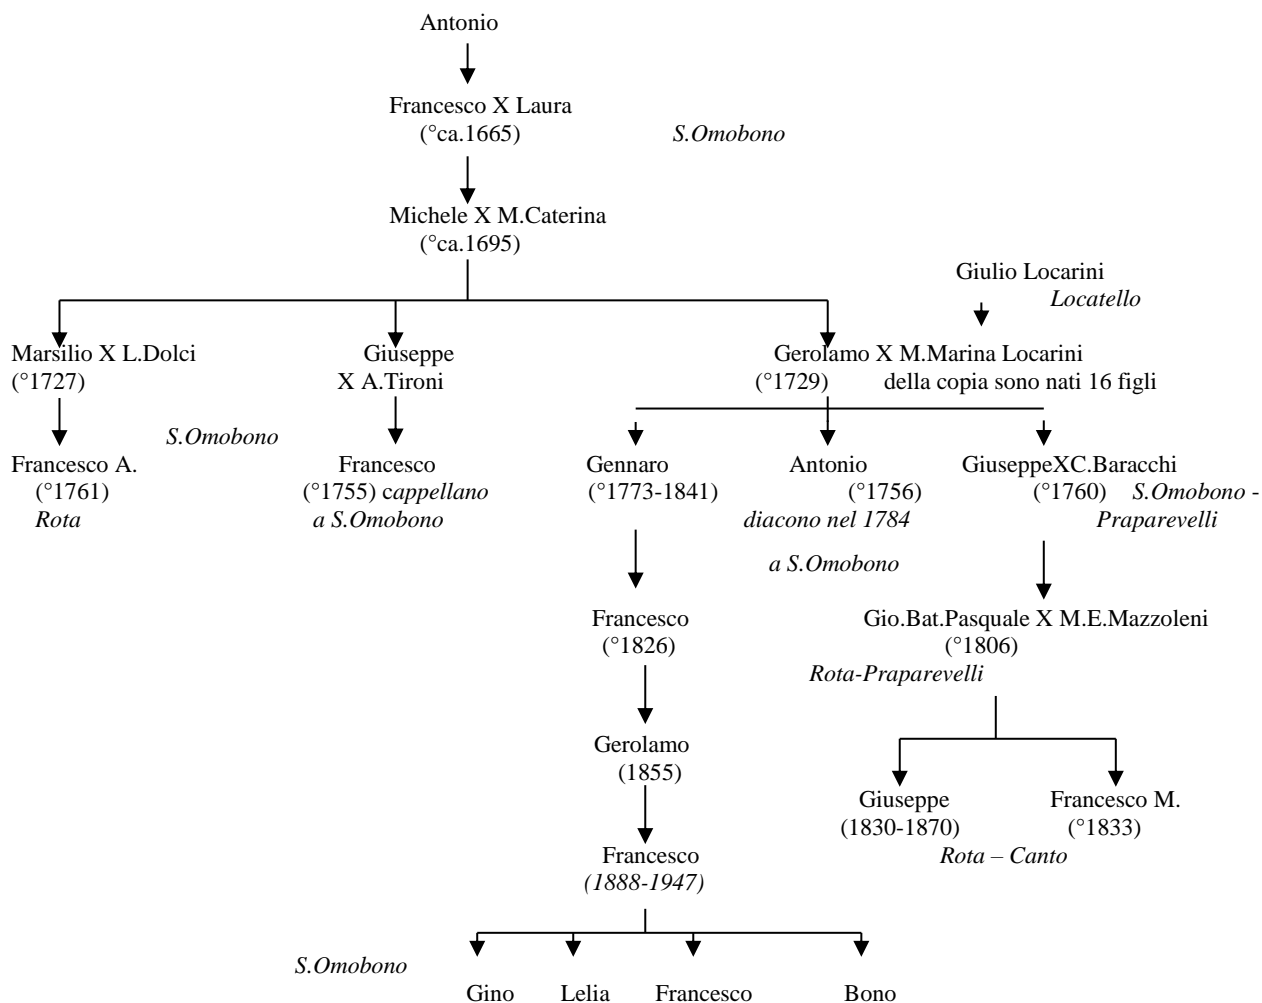 Antonio
Francesco X Laura
(°ca.1665)
S.Omobono
Michele X M.Caterina
(°ca.1695)
Giulio Locarini
Locatello
Marsilio X L.Dolci
(°1727)
Giuseppe
X A.Tironi
Gerolamo X M.Marina Locarini
(°1729) della copia sono nati 16 figli
S.Omobono
Francesco A.
(°1761)
Rota
Francesco
(°1755) cappellano
a S.Omobono
Gennaro
(°1773-1841)
Antonio
(°1756)
diacono nel 1784
a S.Omobono
GiuseppeXC.Baracchi
(°1760) S.Omobono -
Praparevelli
Francesco
(°1826)
Gio.Bat.Pasquale X M.E.Mazzoleni
(°1806)
Rota-Praparevelli
Gerolamo
(1855)
Giuseppe
(1830-1870)
Francesco M.
(°1833)
Rota – Canto
Francesco
(1888-1947)
S.Omobono
Gino Lelia Francesco Bono